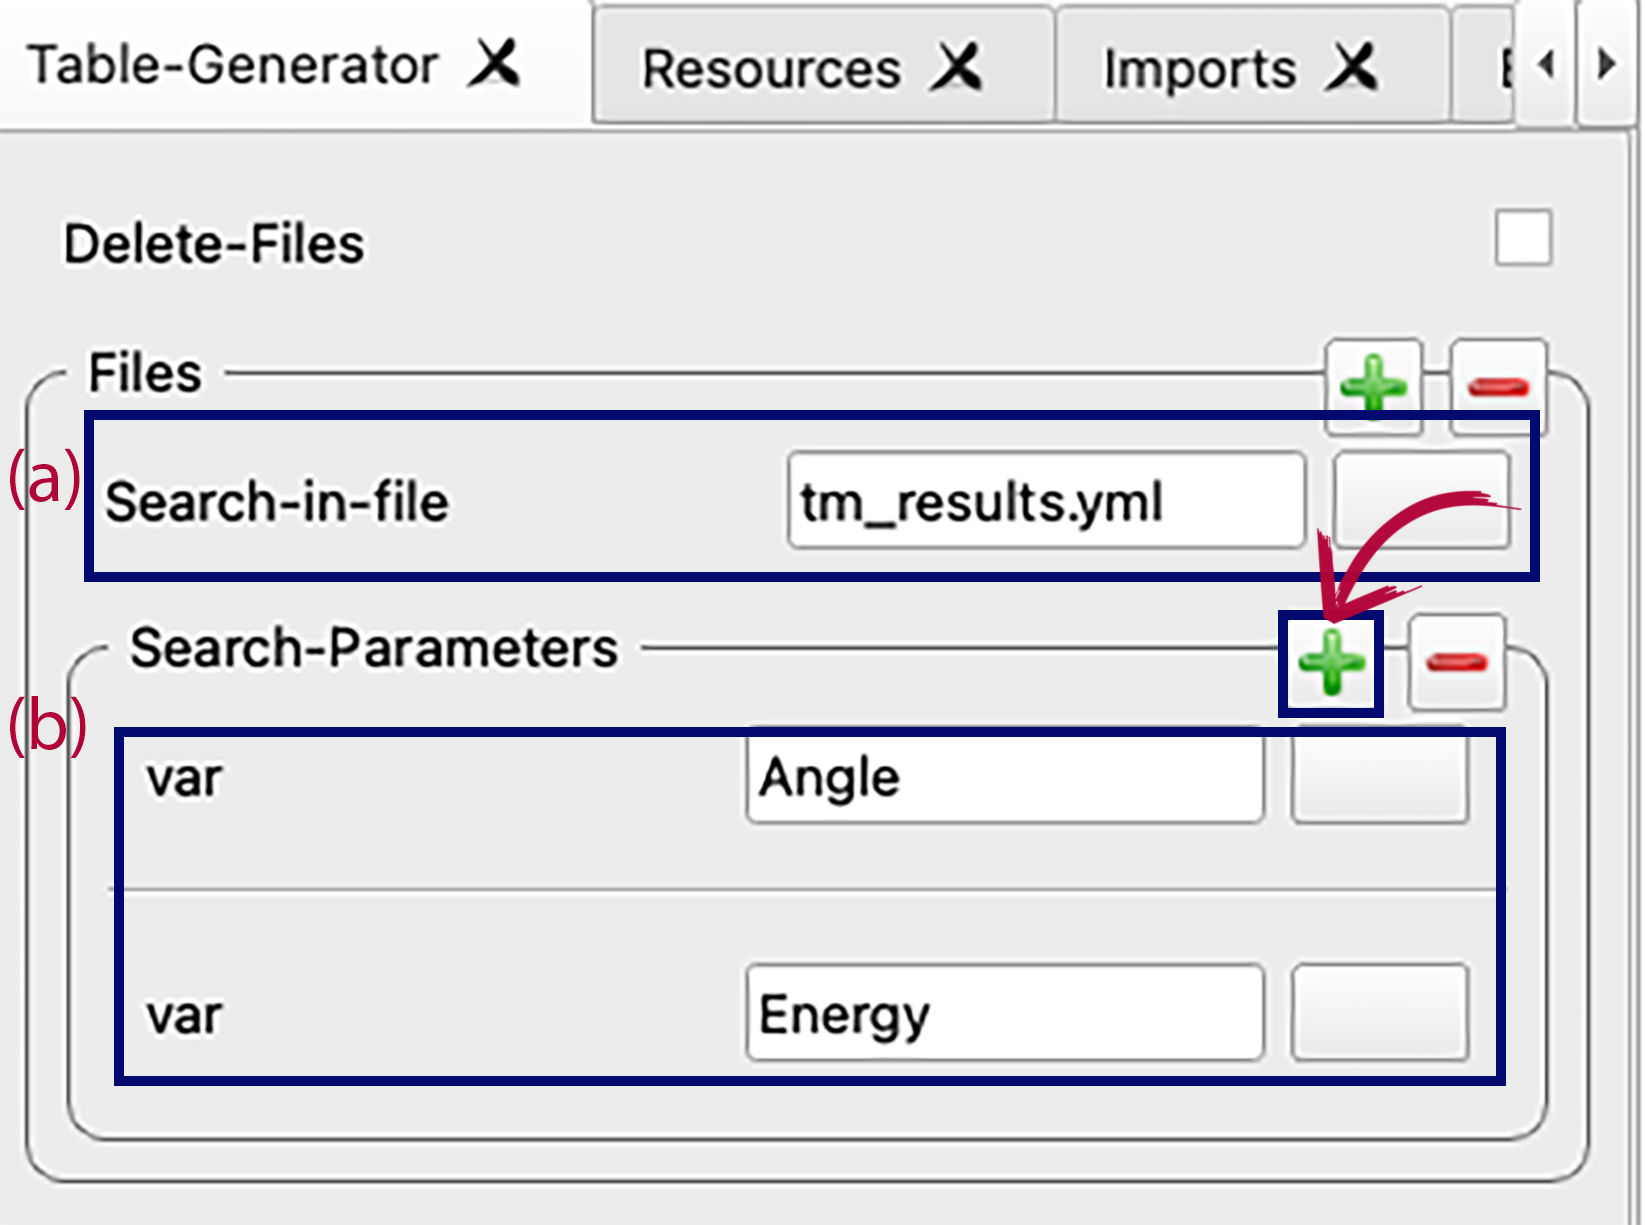 Table-Generator Resources Imports
Delete-Files
Files
(a)
Search-in-file tm_results.yml
Search-Parameters
(b)
var Angle
var Energy